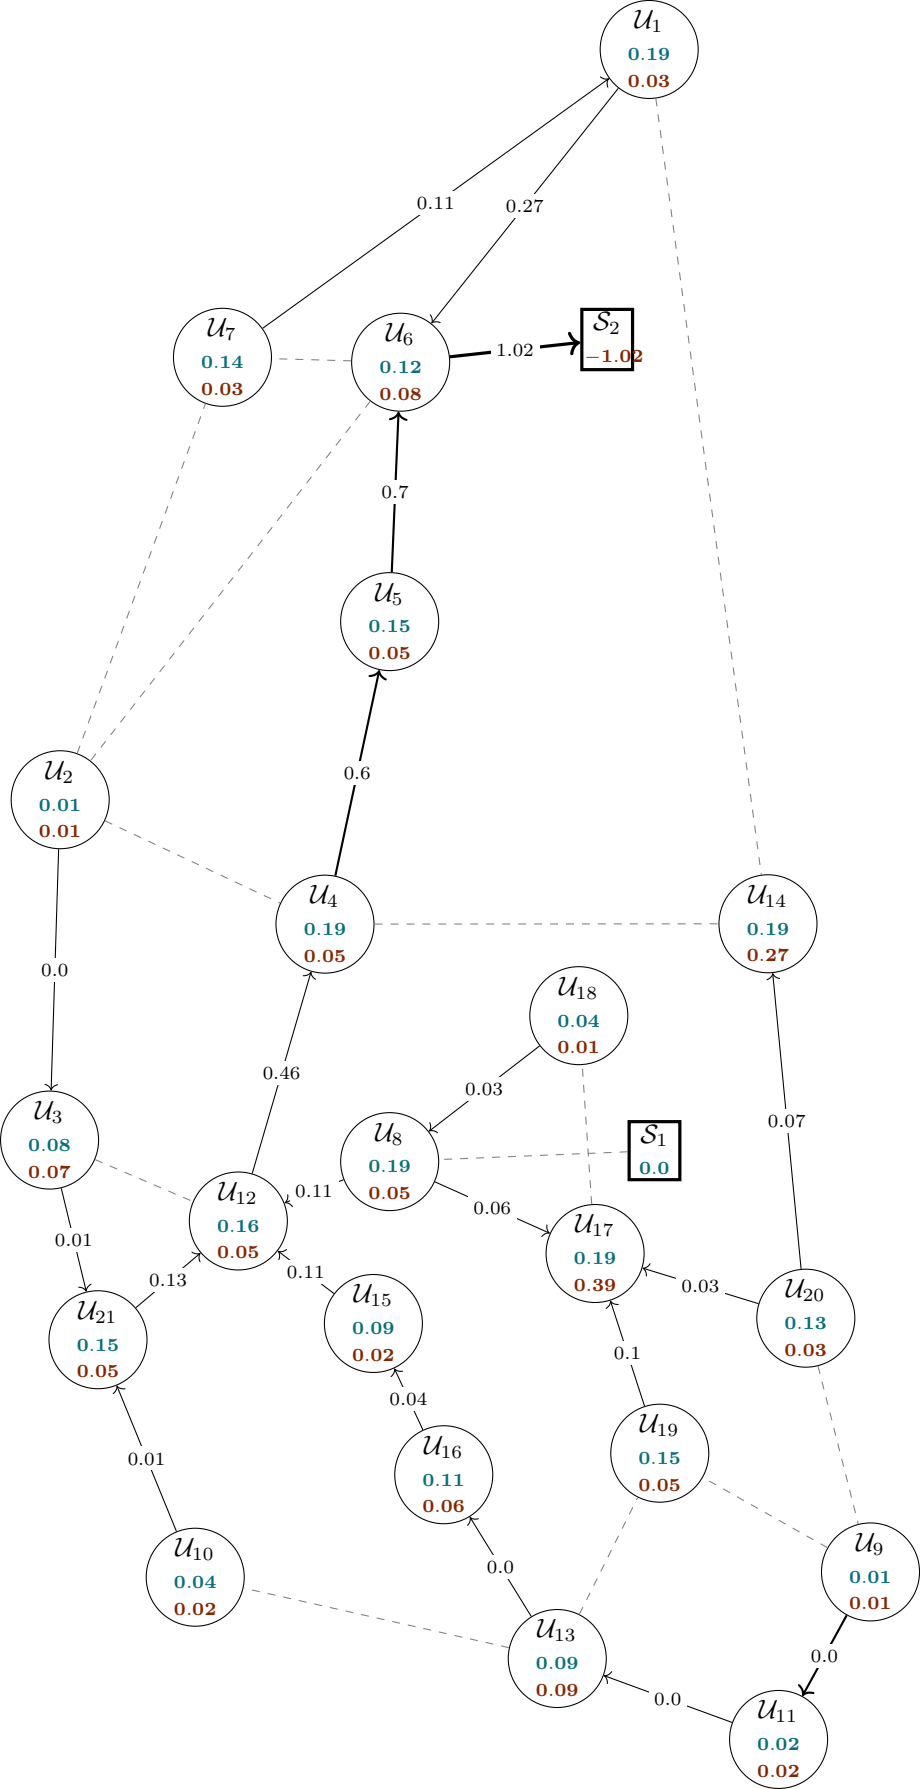 𝒰₁
0.19
0.03
0.11
0.27
𝒰₇
0.14
0.03
𝒰₆
0.12
0.08
1.02
𝒮₂
−1.02
0.7
𝒰₅
0.15
0.05
0.6
𝒰₂
0.01
0.01
𝒰₄
0.19
0.05
𝒰₁₄
0.19
0.27
0.0
𝒰₁₈
0.04
0.01
0.46
0.03
𝒰₃
0.08
0.07
𝒰₈
0.19
0.05
𝒮₁
0.0
0.07
𝒰₁₂
0.16
0.05
0.11
0.06
𝒰₁₇
0.19
0.39
0.01
0.13
0.11
0.03
𝒰₂₀
0.13
0.03
𝒰₂₁
0.15
0.05
𝒰₁₅
0.09
0.02
0.1
0.04
𝒰₁₉
0.15
0.05
0.01
𝒰₁₆
0.11
0.06
𝒰₁₀
0.04
0.02
0.0
𝒰₉
0.01
0.01
𝒰₁₃
0.09
0.09
0.0
0.0
𝒰₁₁
0.02
0.02